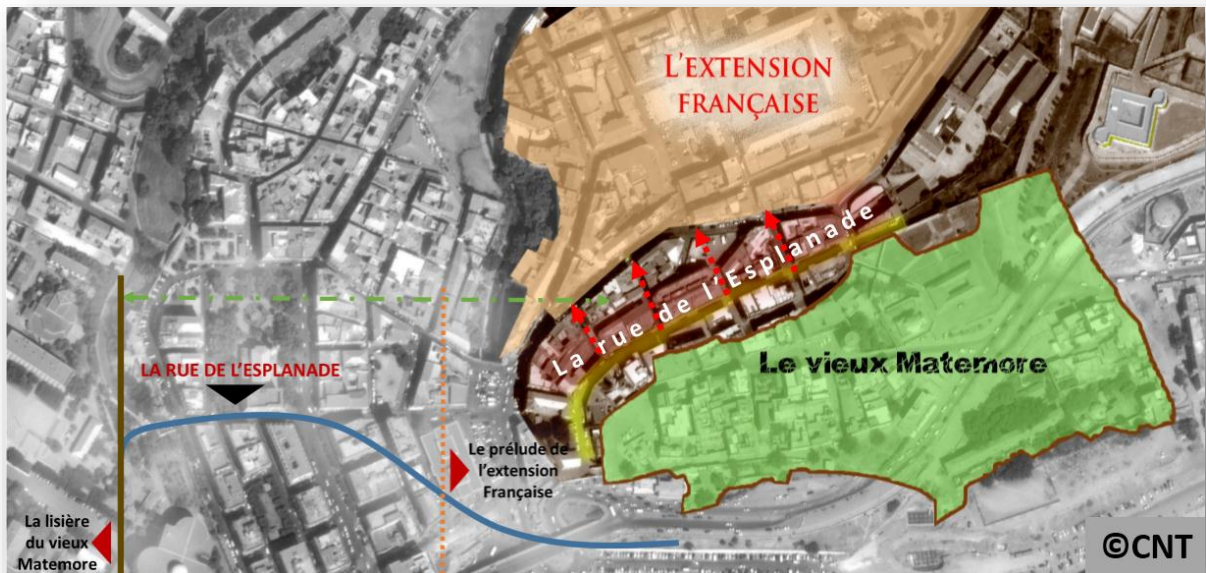 L'EXTENSION
FRANÇAISE
La rue de l'Esplanade
Le vieux Matemore
LA RUE DE L'ESPLANADE
Le prélude de
l'extension
Française
La lisière
du vieux
Matemore
©CNT